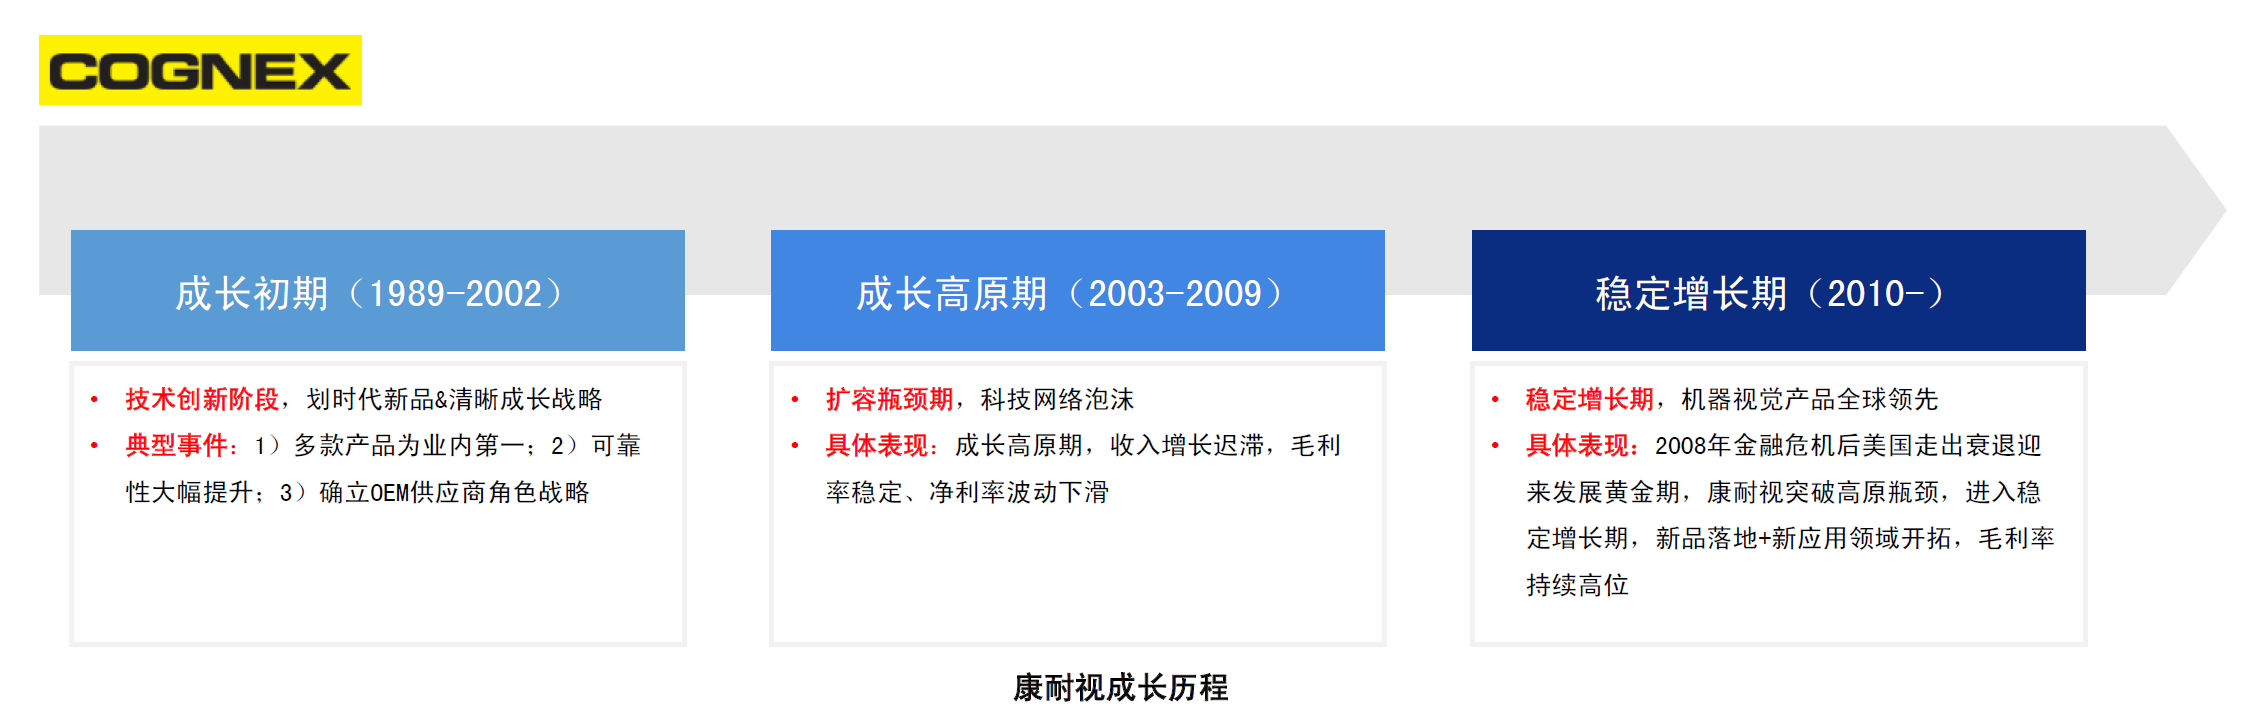 COGNEX
成长初期（1989-2002）
• 技术创新阶段，划时代新品&清晰成长战略
• 典型事件：1）多款产品为业内第一；2）可靠
性大幅提升；3）确立OEM供应商角色战略
成长高原期（2003-2009）
• 扩容瓶颈期，科技网络泡沫
• 具体表现：成长高原期，收入增长迟滞，毛利
率稳定、净利率波动下滑
稳定增长期（2010-）
• 稳定增长期，机器视觉产品全球领先
• 具体表现：2008年金融危机后美国走出衰退迎
来发展黄金期，康耐视突破高原瓶颈，进入稳
定增长期，新品落地+新应用领域开拓，毛利率
持续高位
康耐视成长历程